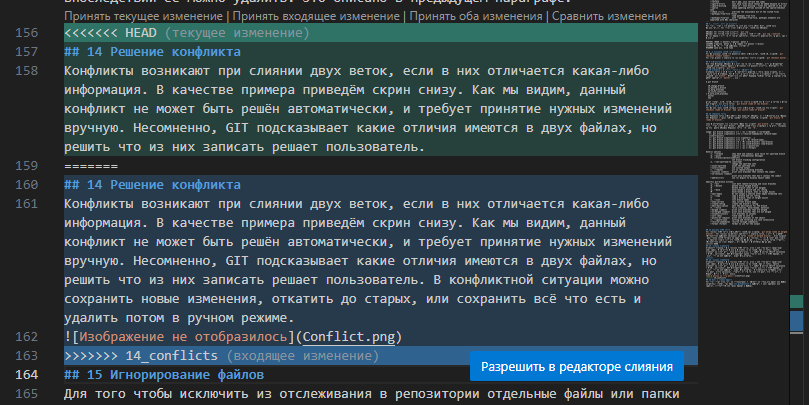 Принять текущее изменение | Принять входящее изменение | Принять оба изменения | Сравнить изменения
156 <<<<<<< HEAD (текущее изменение)
157 ## 14 Решение конфликта
158 Конфликты возникают при слиянии двух веток, если в них отличается какая-либо
информация. В качестве примера приведём скрин снизу. Как мы видим, данный
конфликт не может быть решён автоматически, и требует принятие нужных изменений
вручную. Несомненно, GIT подсказывает какие отличия имеются в двух файлах, но
решить что из них записать решает пользователь.
159 =======
160 ## 14 Решение конфликта
161 Конфликты возникают при слиянии двух веток, если в них отличается какая-либо
информация. В качестве примера приведём скрин снизу. Как мы видим, данный
конфликт не может быть решён автоматически, и требует принятие нужных изменений
вручную. Несомненно, GIT подсказывает какие отличия имеются в двух файлах, но
решить что из них записать решает пользователь. В конфликтной ситуации можно
сохранить новые изменения, откатить до старых, или сохранить всё что есть и
удалить потом в ручном режиме.
162 ![Изображение не отобразилось](Conflict.png)
163 >>>>>>> 14_conflicts (входящее изменение)
164 ## 15 Игнорирование файлов
Разрешить в редакторе слияния
165 Для того чтобы исключить из отслеживания в репозитории отдельные файлы или папки